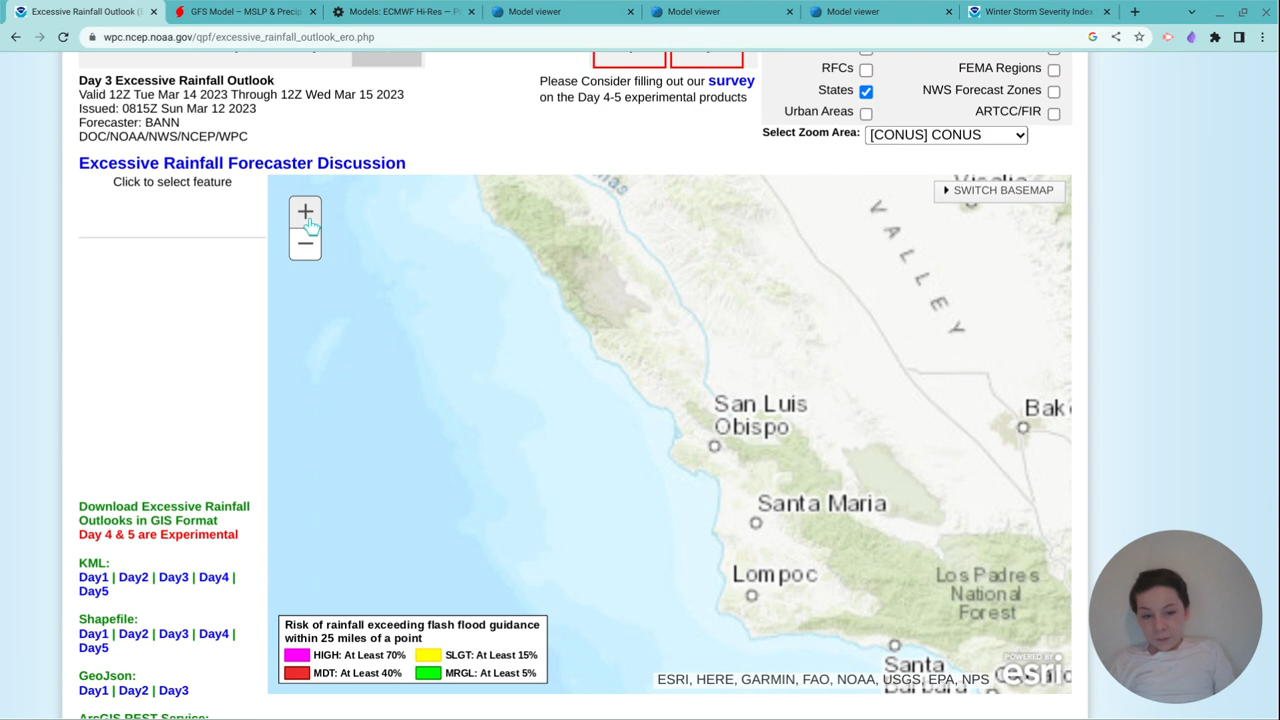 Excessive Rainfall Outlook (E
GFS Model – MSLP & Precip
Models: ECMWF Hi-Res —
Model viewer
Model viewer
Model viewer
Winter Storm Severity Index
wpc.ncep.noaa.gov/qpf/excessive_rainfall_outlook_ero.php
Day 3 Excessive Rainfall Outlook
Valid 12Z Tue Mar 14 2023 Through 12Z Wed Mar 15 2023
Issued: 0815Z Sun Mar 12 2023
Forecaster: BANN
DOC/NOAA/NWS/NCEP/WPC
Please Consider filling out our survey
on the Day 4-5 experimental products
RFCs
FEMA Regions
States
NWS Forecast Zones
Urban Areas
ARTCC/FIR
Select Zoom Area:
[CONUS] CONUS
Excessive Rainfall Forecaster Discussion
Click to select feature
+
−
SWITCH BASEMAP
VALLEY
San Luis
Obispo
Bak
Santa Maria
Lompoc
Los Padres
National
Forest
Santa
Download Excessive Rainfall
Outlooks in GIS Format
Day 4 & 5 are Experimental
KML:
Day1 | Day2 | Day3 | Day4 |
Day5
Shapefile:
Day1 | Day2 | Day3 | Day4 |
Day5
GeoJson:
Day1 | Day2 | Day3
ArcGIS REST Service:
Risk of rainfall exceeding flash flood guidance
within 25 miles of a point
HIGH: At Least 70%
SLGT: At Least 15%
MDT: At Least 40%
MRGL: At Least 5%
POWERED BY
esri
ESRI, HERE, GARMIN, FAO, NOAA, USGS, EPA, NPS